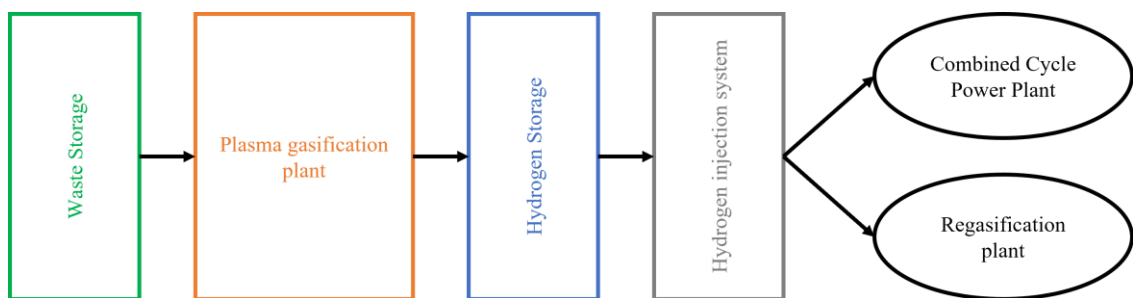 Waste Storage
Plasma gasification
plant
Hydrogen Storage
Hydrogen injection system
Combined Cycle
Power Plant
Regasification
plant